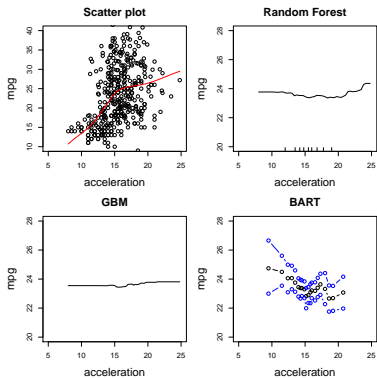 Scatter plot
mpg
10 15 20 25 30 35 40
5 10 15 20 25
acceleration
Random Forest
mpg
20 22 24 26 28
5 10 15 20 25
acceleration
GBM
mpg
20 22 24 26 28
5 10 15 20 25
acceleration
BART
mpg
20 22 24 26 28
5 10 15 20 25
acceleration